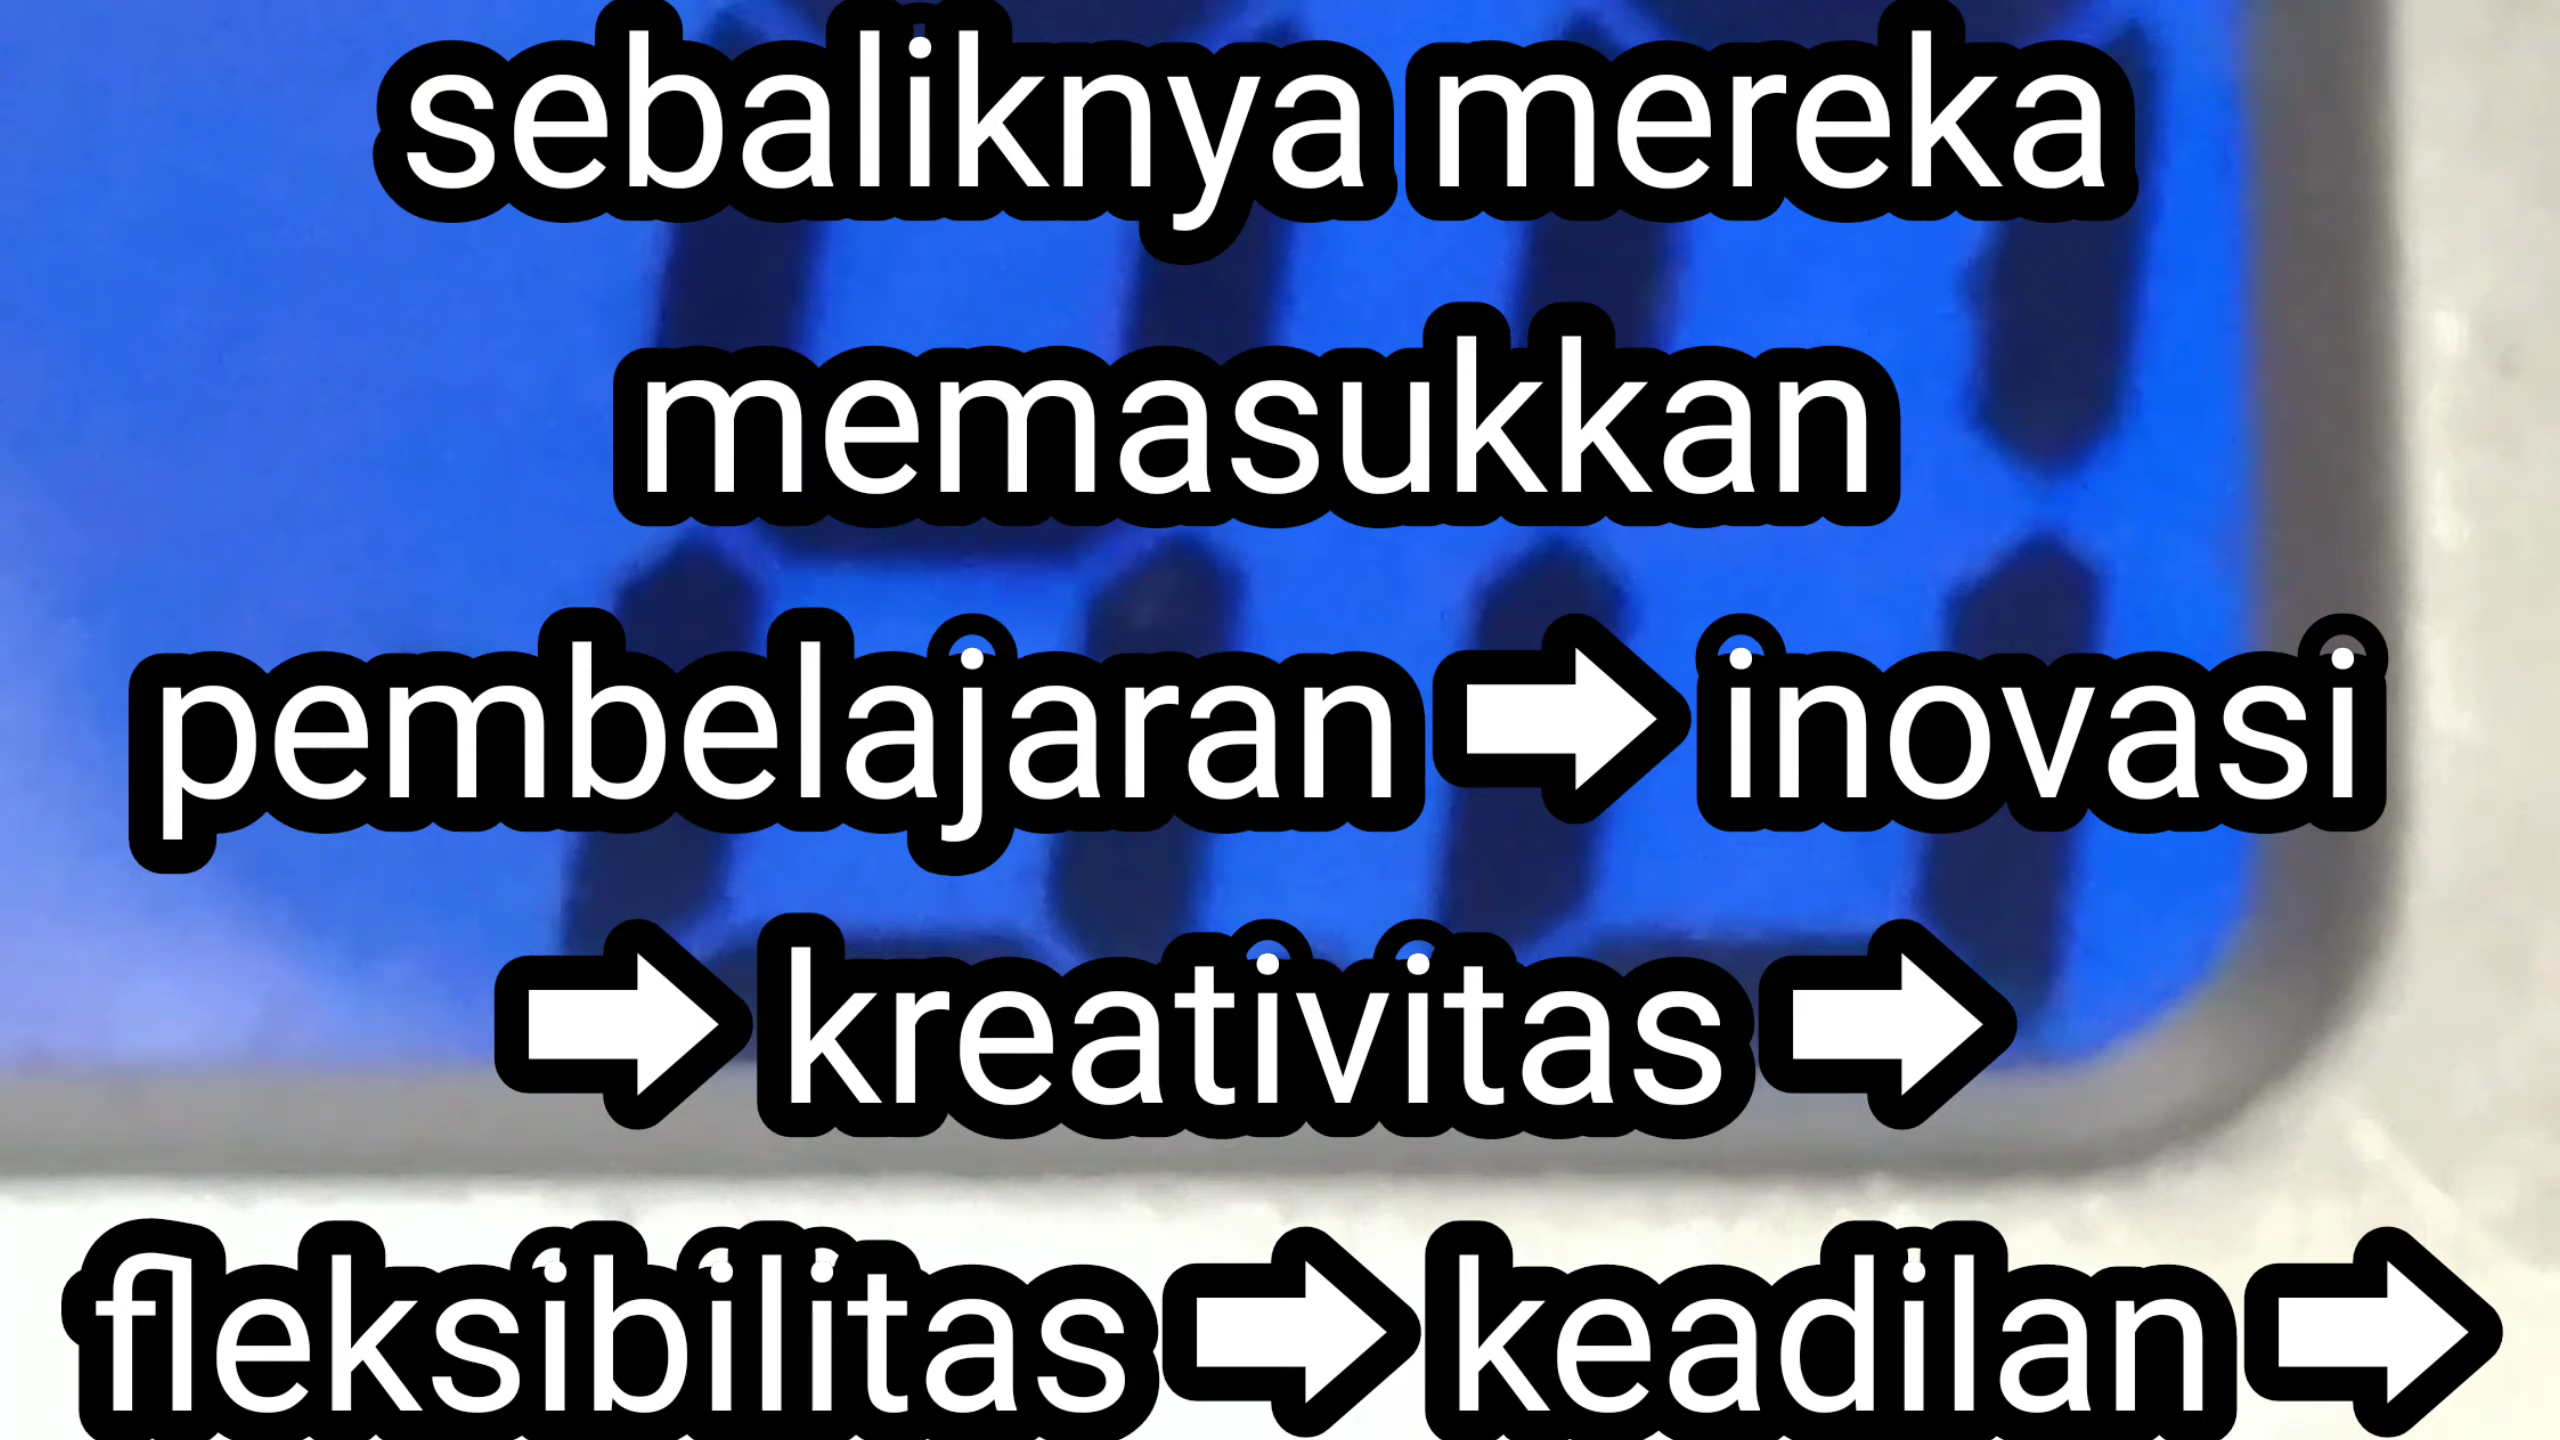 sebaliknya mereka
memasukkan
pembelajaran ➡ inovasi
➡ kreativitas ➡
fleksibilitas ➡ keadilan ➡